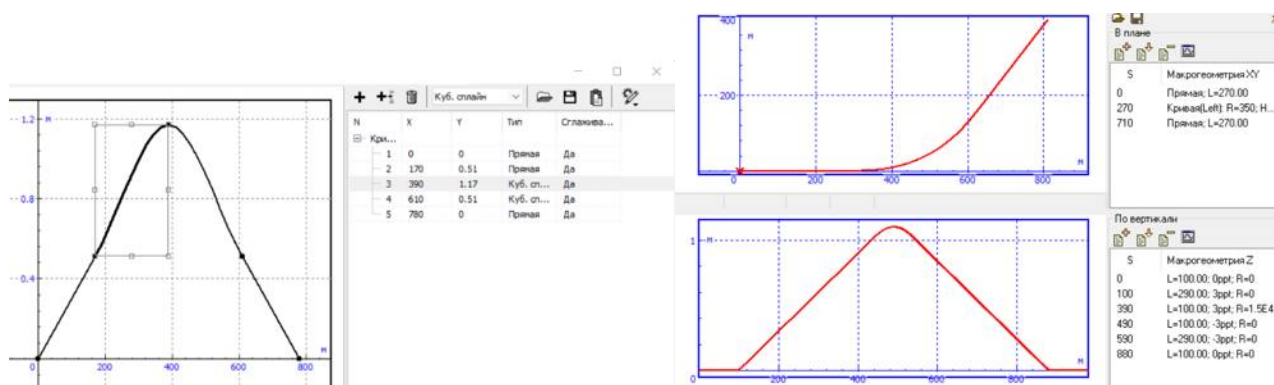 1.2 м
0.8
0.4
0 200 400 600 м
Куб. сплайн
N X Y Тип Сглажива...
Кри...
1 0 0 Прямая Да
2 170 0.51 Прямая Да
3 390 1.17 Куб. сп... Да
4 610 0.51 Куб. сп... Да
5 780 0 Прямая Да
400 м
200
0 200 400 600 800 м
В плане
S Макрогеометрия XY
0 Прямая; L=270.00
270 Кривая(Left): R=350; H...
710 Прямая; L=270.00
1 м
0 200 400 600 800 м
По вертикали
S Макрогеометрия Z
0 L=100.00; 0ppt; R=0
100 L=290.00; 3ppt; R=0
390 L=100.00; 3ppt; R=1.5E4
490 L=100.00; -3ppt; R=0
590 L=290.00; -3ppt; R=0
880 L=100.00; 0ppt; R=0